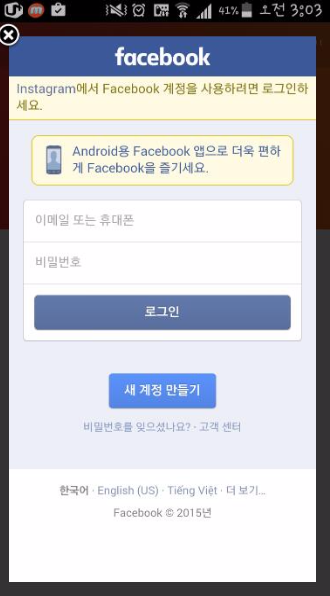 41% 오전 3:03
facebook
Instagram에서 Facebook 계정을 사용하려면 로그인하
세요.
Android용 Facebook 앱으로 더욱 편하
게 Facebook을 즐기세요.
이메일 또는 휴대폰
비밀번호
로그인
새 계정 만들기
비밀번호를 잊으셨나요? · 고객 센터
한국어 · English (US) · Tiếng Việt · 더 보기...
Facebook © 2015년